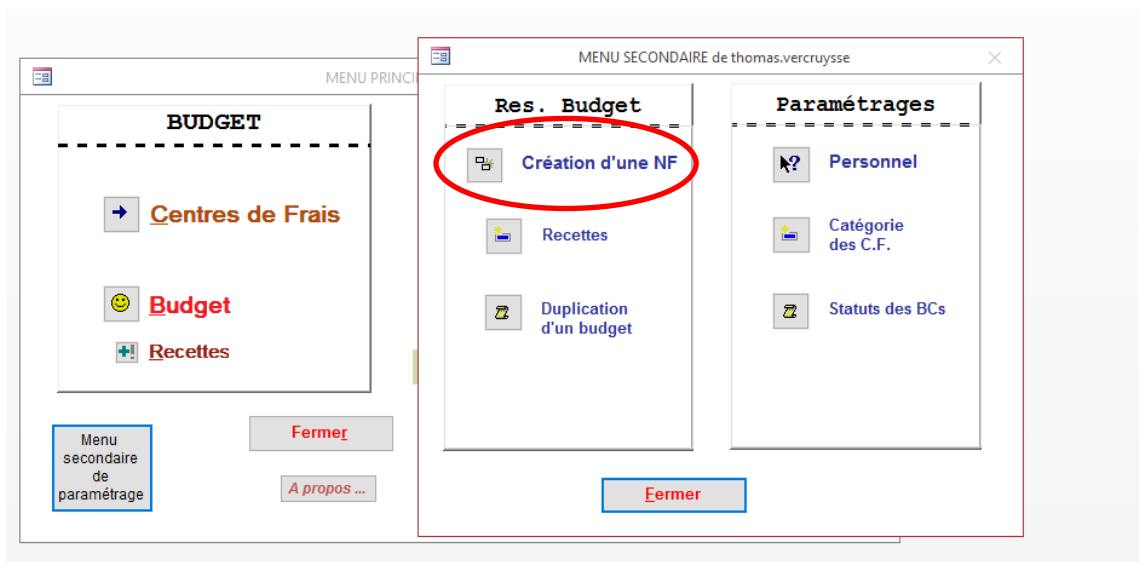 MENU PRINCI
BUDGET
Centres de Frais
Budget
Recettes
Menu
secondaire
de
paramétrage
Fermer
A propos ...
MENU SECONDAIRE de thomas.vercruysse
Res. Budget
Création d'une NF
Recettes
Duplication
d'un budget
Paramétrages
Personnel
Catégorie
des C.F.
Statuts des BCs
Fermer